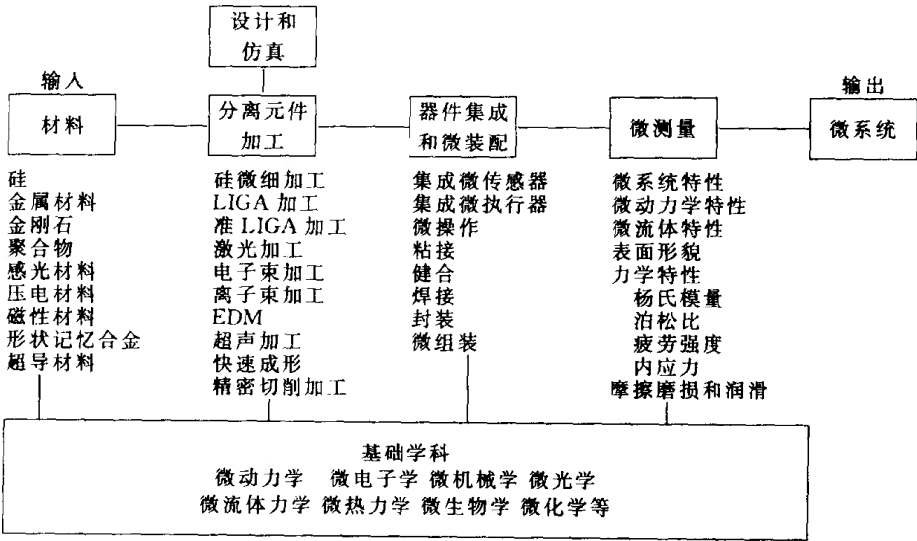 设计和
仿真
输入
输出
材料
分离元件
加工
器件集成
和微装配
微测量
微系统
硅
金属材料
金刚石
聚合物
感光材料
压电材料
磁性材料
形状记忆合金
超导材料
硅微细加工
LIGA 加工
准 LIGA 加工
激光加工
电子束加工
离子束加工
EDM
超声加工
快速成形
精密切削加工
集成微传感器
集成微执行器
微操作
粘接
健合
焊接
封装
微组装
微系统特性
微动力学特性
微流体特性
表面形貌
力学特性
杨氏模量
泊松比
疲劳强度
内应力
摩擦磨损和润滑
基础学科
微动力学 微电子学 微机械学 微光学
微流体力学 微热力学 微生物学 微化学等